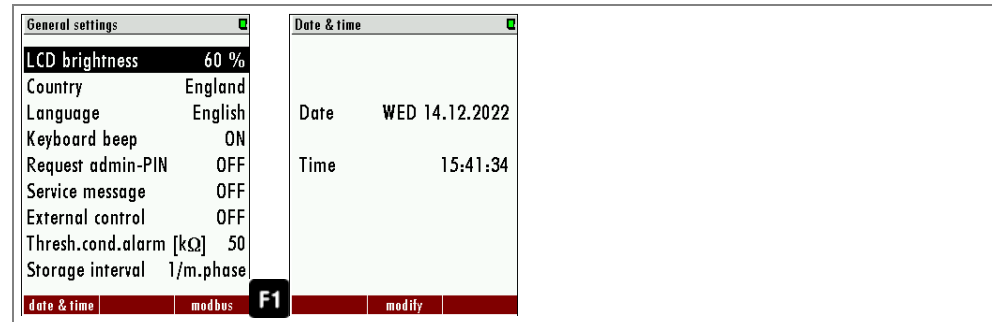 General settings
LCD brightness 60 %
Country England
Language English
Keyboard beep ON
Request admin-PIN OFF
Service message OFF
External control OFF
Thresh.cond.alarm [kΩ] 50
Storage interval 1/m.phase
date & time modbus
F1
Date & time
Date WED 14.12.2022
Time 15:41:34
modify